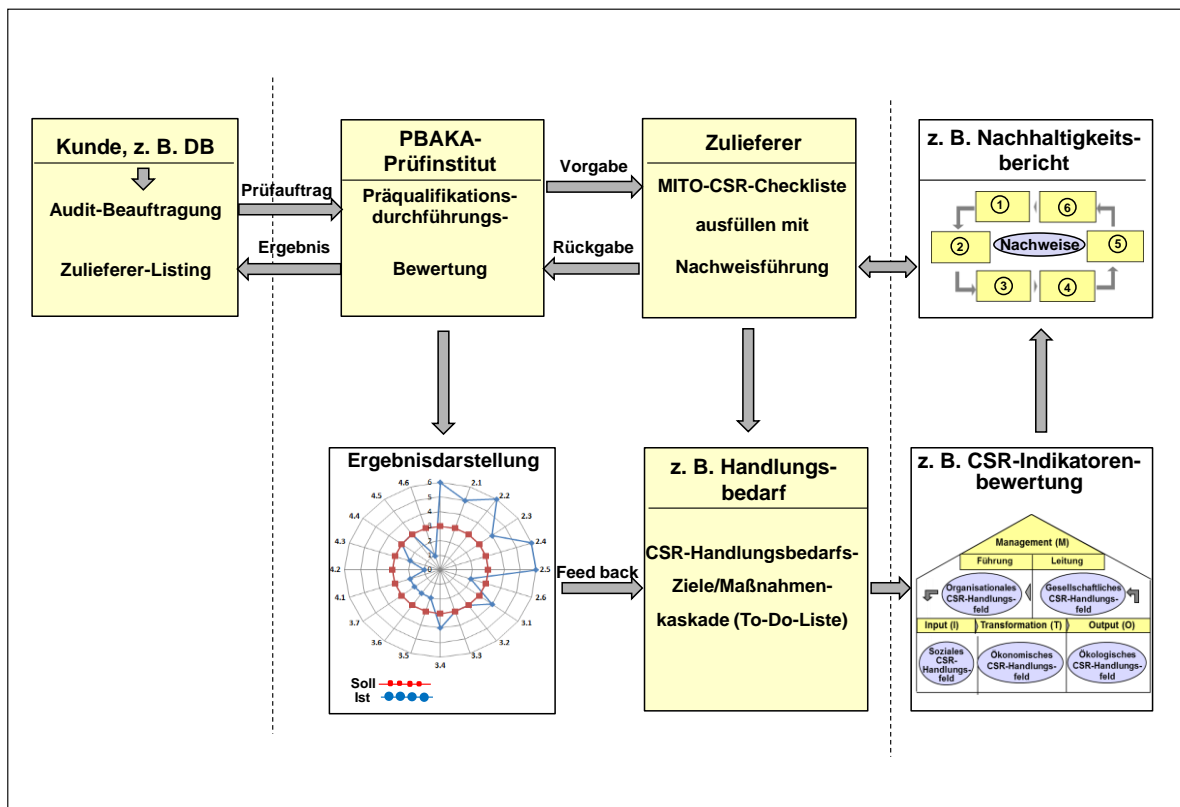 Kunde, z. B. DB
Audit-Beauftragung
Zulieferer-Listing
Prüfauftrag
Ergebnis
PBAKA-
Prüfinstitut
Präqualifikations-
durchführungs-
Bewertung
Vorgabe
Rückgabe
Zulieferer
MITO-CSR-Checkliste
ausfüllen mit
Nachweisführung
z. B. Nachhaltigkeits-
bericht
1
6
2
Nachweise
5
3
4
Ergebnisdarstellung
6
5
4
3
2
1
0
2.1
2.2
2.3
2.4
2.5
2.6
3.1
3.2
3.3
3.4
3.5
3.6
3.7
4.1
4.2
4.3
4.4
4.5
4.6
Soll
Ist
Feed back
z. B. Handlungs-
bedarf
CSR-Handlungsbedarfs-
Ziele/Maßnahmen-
kaskade (To-Do-Liste)
z. B. CSR-Indikatoren-
bewertung
Management (M)
Führung
Leitung
Organisationales
CSR-Handlungs-
feld
Gesellschaftliches
CSR-Handlungs-
feld
Input (I)
Transformation (T)
Output (O)
Soziales
CSR-
Handlungs-
feld
Ökonomisches
CSR-Handlungs-
feld
Ökologisches
CSR-Handlungs-
feld